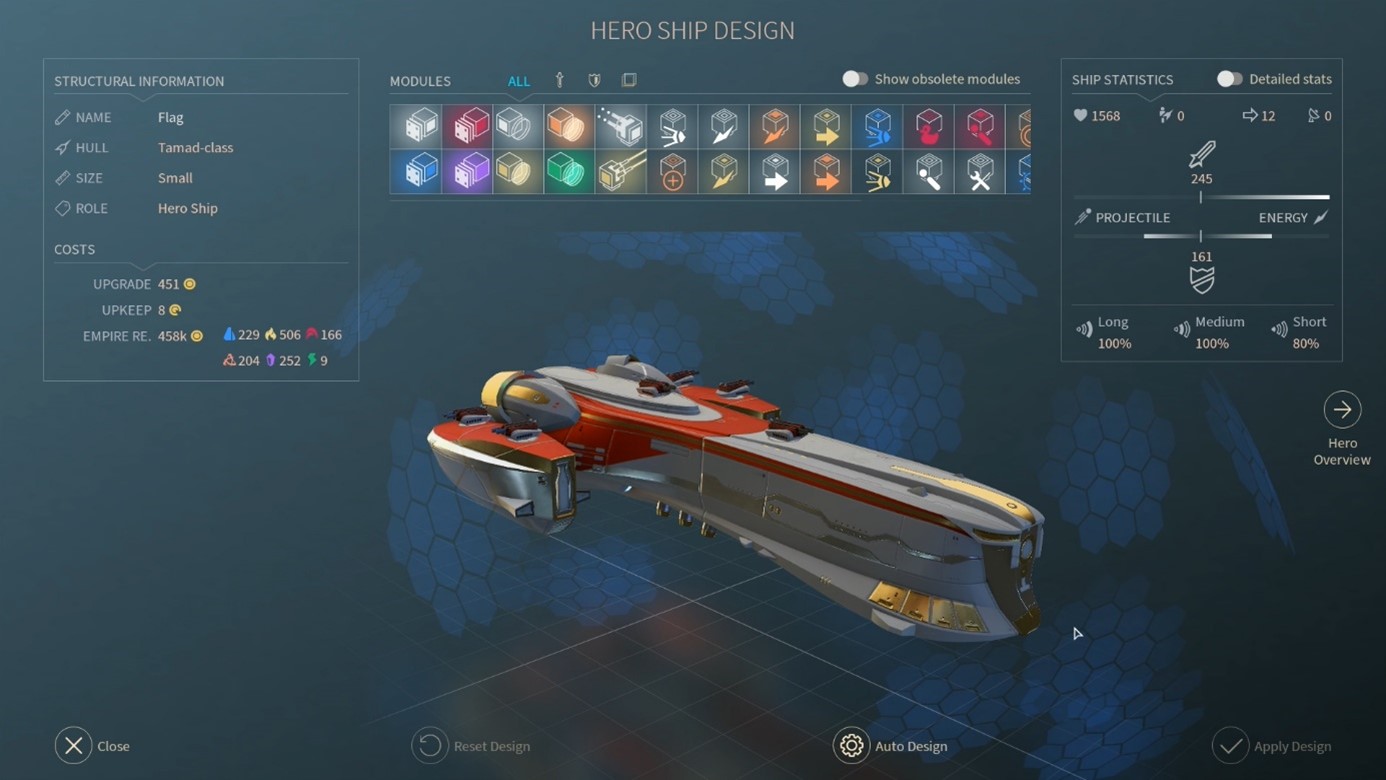 HERO SHIP DESIGN
STRUCTURAL INFORMATION
NAME Flag
HULL Tamad-class
SIZE Small
ROLE Hero Ship
COSTS
UPGRADE 451
UPKEEP 8
EMPIRE RE. 458k 229 506 166
204 252 9
MODULES ALL Show obsolete modules
SHIP STATISTICS Detailed stats
1568 0 12 0
245
PROJECTILE ENERGY
161
Long Medium Short
100% 100% 80%
Hero
Overview
Close Reset Design Auto Design Apply Design